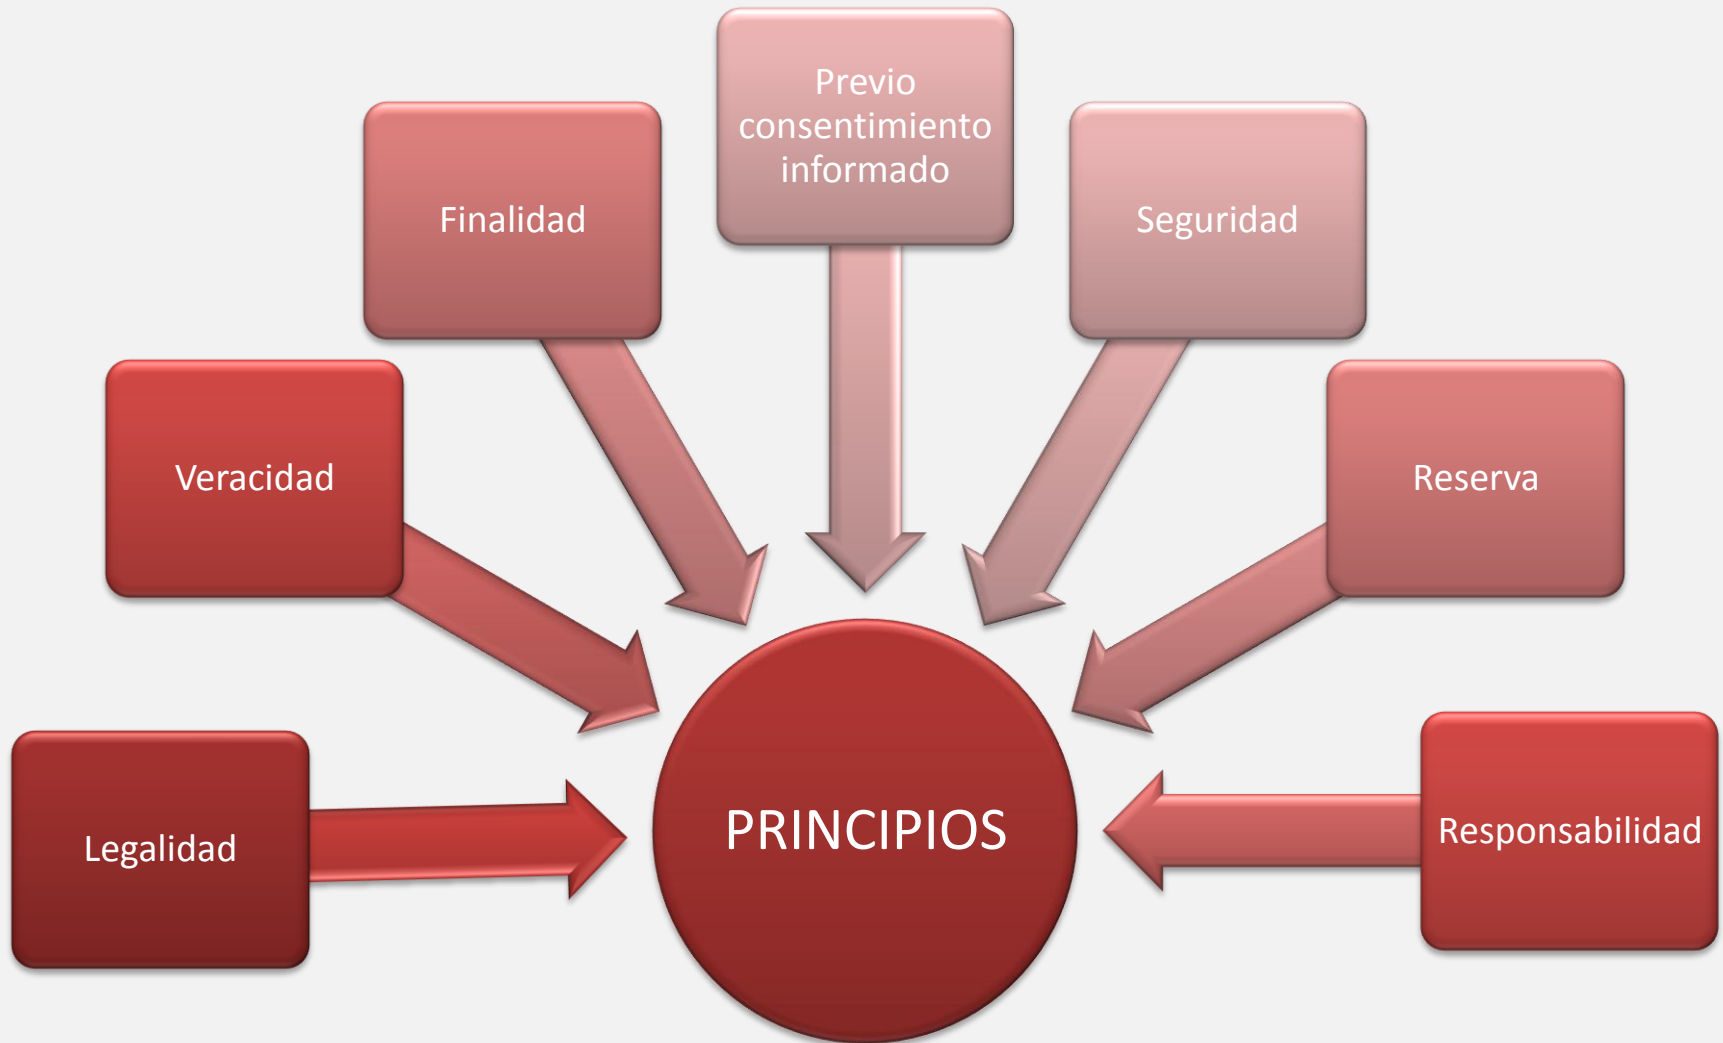 Previo
consentimiento
informado
Finalidad
Seguridad
Veracidad
Reserva
Legalidad
PRINCIPIOS
Responsabilidad